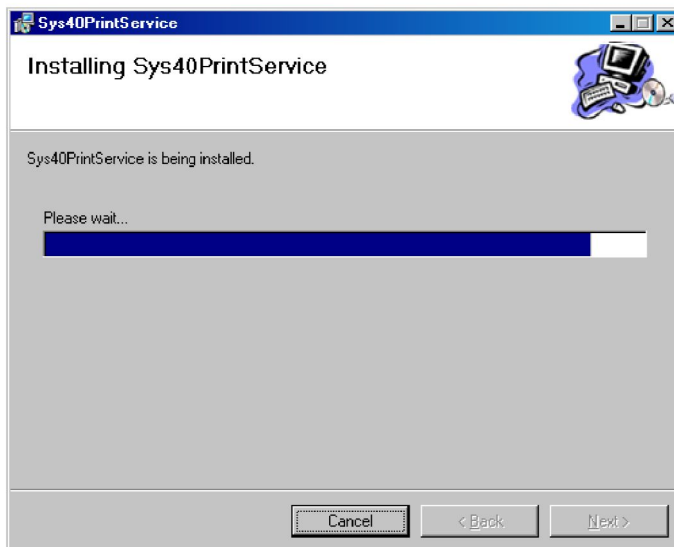 Sys40PrintService
Installing Sys40PrintService
Sys40PrintService is being installed.
Please wait...
Cancel
< Back
Next >